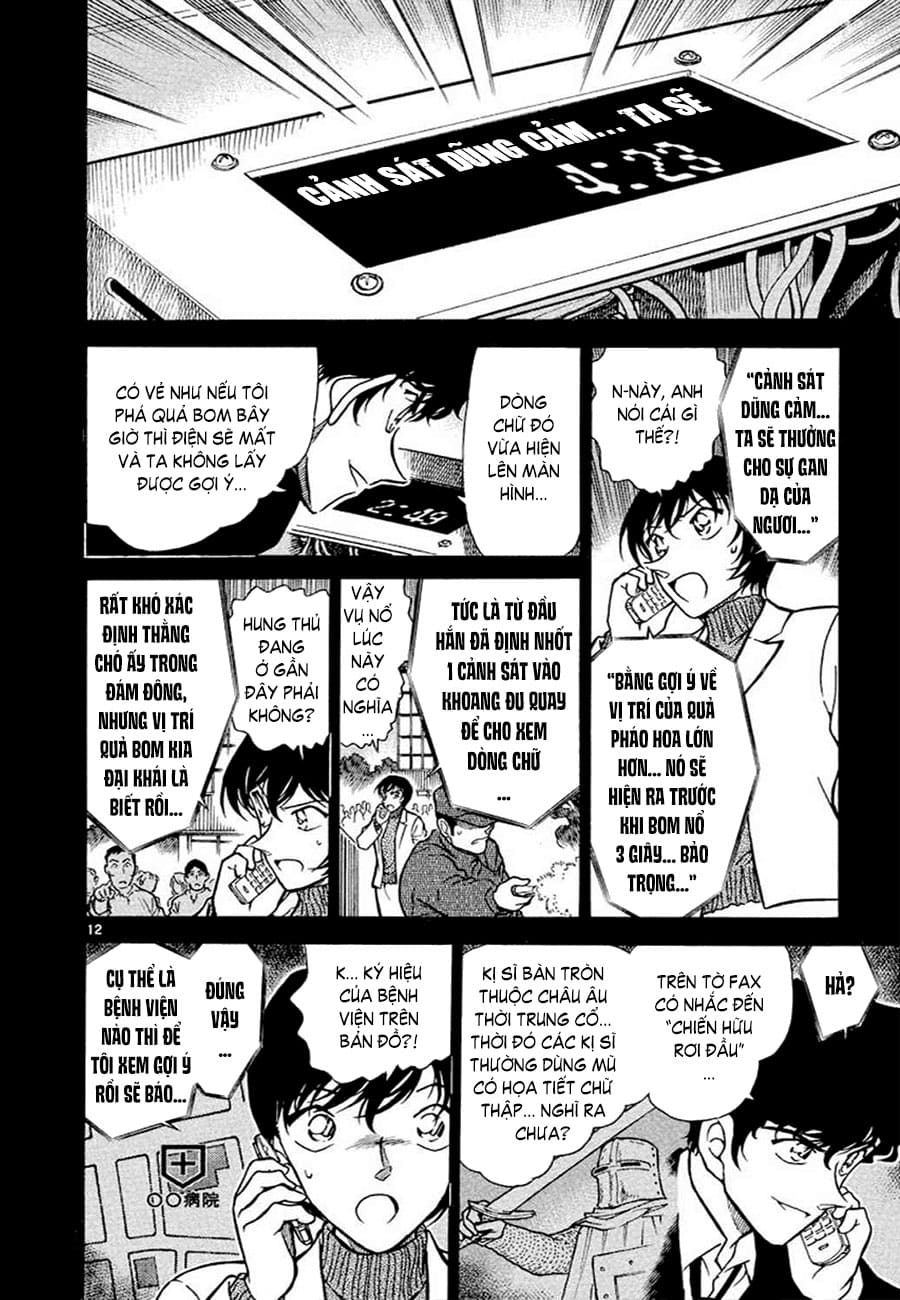 CẢNH SÁT DŨNG CẢM... TA SẼ
4:23
"CẢNH SÁT
DŨNG CẢM...
TA SẼ THƯỞNG
CHO SỰ GAN
DẠ CỦA
NGƯƠI..."
N-NÀY, ANH
NÓI CÁI GÌ
THẾ?!
"BẰNG GỢI Ý VỀ
VỊ TRÍ CỦA QUẢ
PHÁO HOA LỚN
HƠN... NÓ SẼ
HIỆN RA TRƯỚC
KHI BOM NỔ
3 GIÂY... BẢO
TRỌNG..."
DÒNG
CHỮ ĐÓ
VỪA HIỆN
LÊN MÀN
HÌNH...
CÓ VẺ NHƯ NẾU TÔI
PHÁ QUẢ BOM BÂY
GIỜ THÌ ĐIỆN SẼ MẤT
VÀ TA KHÔNG LẤY
ĐƯỢC GỢI Ý...
2:49
TỨC LÀ TỪ ĐẦU
HẮN ĐÃ ĐỊNH NHỐT
1 CẢNH SÁT VÀO
KHOANG ĐU QUAY
ĐỂ CHO XEM
DÒNG CHỮ
...
VẬY
VỤ NỔ
LÚC
NÀY CÓ
NGHĨA
...
HUNG THỦ
ĐANG
Ở GẦN
ĐÂY PHẢI
KHÔNG?
RẤT KHÓ XÁC
ĐỊNH THẰNG
CHÓ ẤY TRONG
ĐÁM ĐÔNG,
NHƯNG VỊ TRÍ
QUẢ BOM KIA
ĐẠI KHÁI LÀ
BIẾT RỒI...
12
HẢ?
TRÊN TỜ FAX
CÓ NHẮC ĐẾN
"CHIẾN HỮU
RƠI ĐẦU"
...
KỊ SĨ BÀN TRÒN
THUỘC CHÂU ÂU
THỜI TRUNG CỔ...
THỜI ĐÓ CÁC KỊ SĨ
THƯỜNG DÙNG MŨ
CÓ HỌA TIẾT CHỮ
THẬP... NGHĨ RA
CHƯA?
K... KÝ HIỆU
CỦA BỆNH
VIỆN TRÊN
BẢN ĐỒ?!
ĐÚNG
VẬY
...
CỤ THỂ LÀ
BỆNH VIỆN
NÀO THÌ ĐỂ
TÔI XEM GỢI Ý
RỒI SẼ BÁO...
○○病院